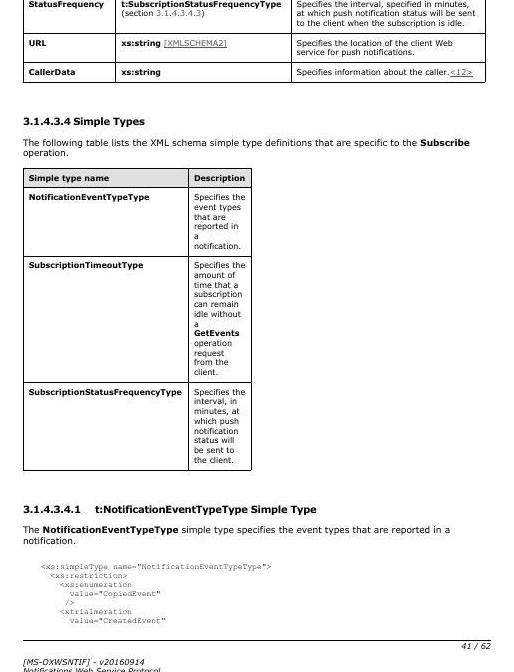 StatusFrequency
t:SubscriptionStatusFrequencyType
(section 3.1.4.3.4.3)
Specifies the interval, specified in minutes,
at which push notification status will be sent
to the client when the subscription is idle.
URL
xs:string [XMLSCHEMA2]
Specifies the location of the client Web
service for push notifications.
CallerData
xs:string
Specifies information about the caller.<12>
3.1.4.3.4 Simple Types
The following table lists the XML schema simple type definitions that are specific to the Subscribe
operation.
Simple type name
Description
NotificationEventTypeType
Specifies the
event types
that are
reported in
a
notification.
SubscriptionTimeoutType
Specifies the
amount of
time that a
subscription
can remain
idle without
a
GetEvents
operation
request
from the
client.
SubscriptionStatusFrequencyType
Specifies the
interval, in
minutes, at
which push
notification
status will
be sent to
the client.
3.1.4.3.4.1 t:NotificationEventTypeType Simple Type
The NotificationEventTypeType simple type specifies the event types that are reported in a
notification.
<xs:simpleType name="NotificationEventTypeType">
<xs:restriction>
<xs:enumeration
value="CopiedEvent"
/>
<xtrialmeration
value="CreatedEvent"
41 / 62
[MS-OXWSNTIF] - v20160914
Notifications Web Service Protocol